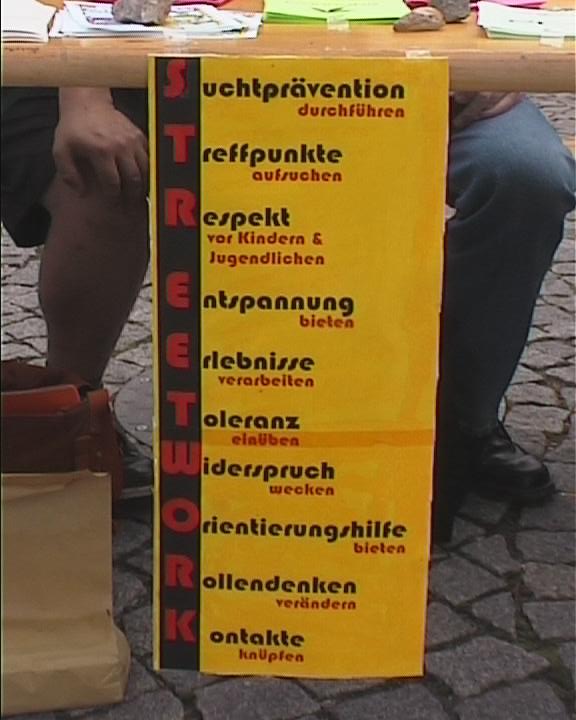 Suchtprävention
durchführen
Treffpunkte
aufsuchen
Respekt
vor Kindern &
Jugendlichen
Entspannung
bieten
Erlebnisse
verarbeiten
Toleranz
einüben
Widerspruch
wecken
Orientierungshilfe
bieten
Rollendenken
verändern
Kontakte
knüpfen